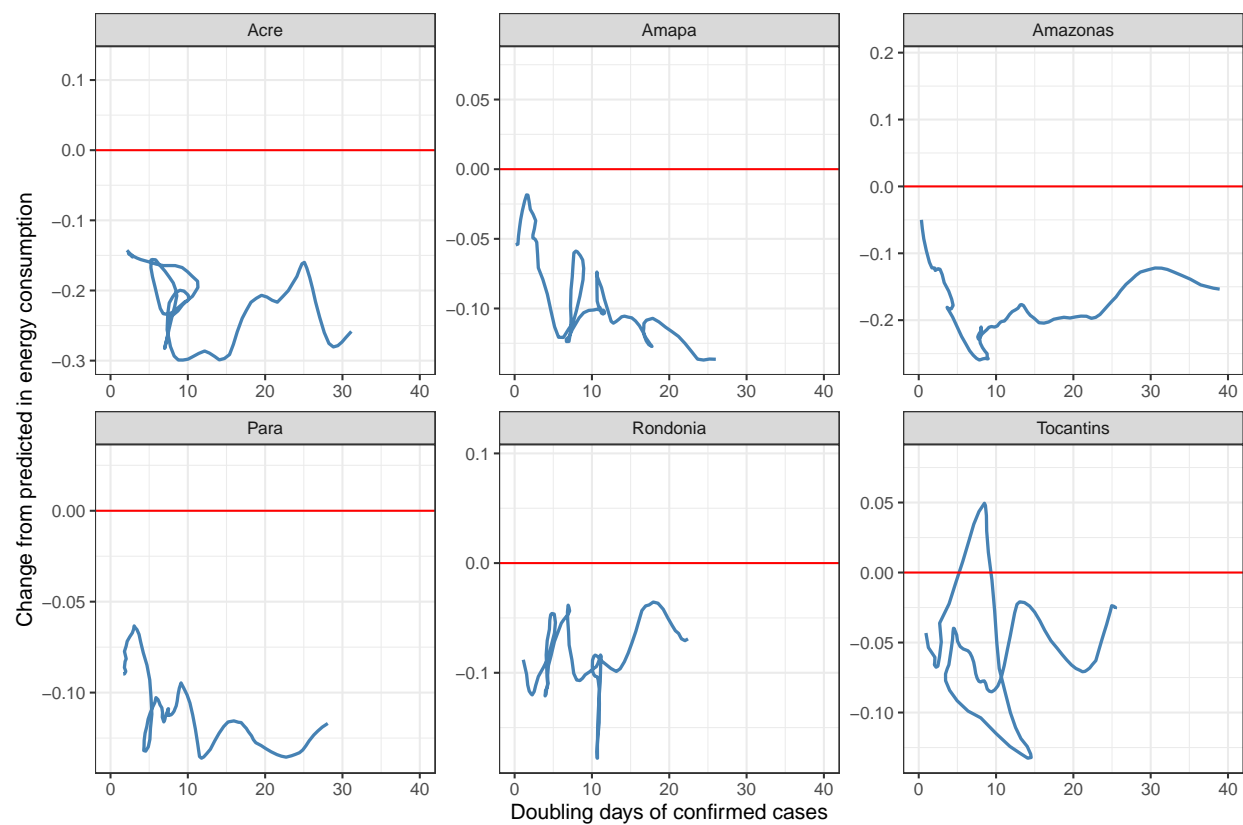 Acre
Amapa
Amazonas
0.1
0.0
−0.1
−0.2
−0.3
0.05
0.00
−0.05
−0.10
0.2
0.1
0.0
−0.1
−0.2
0 10 20 30 40
0 10 20 30 40
0 10 20 30 40
Para
Rondonia
Tocantins
0.00
−0.05
−0.10
0.1
0.0
−0.1
0.05
0.00
−0.05
−0.10
0 10 20 30 40
0 10 20 30 40
0 10 20 30 40
Doubling days of confirmed cases
Change from predicted in energy consumption